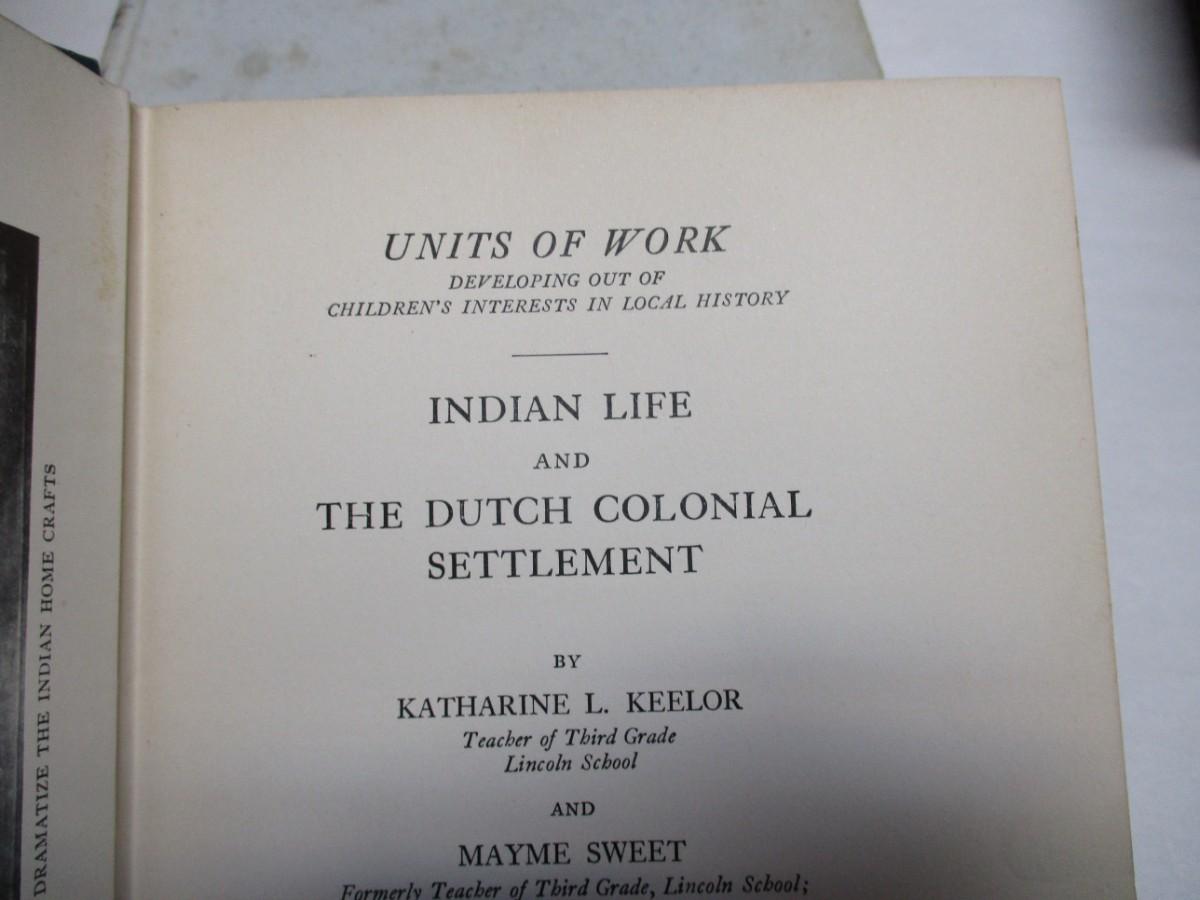 UNITS OF WORK
DEVELOPING OUT OF
CHILDREN'S INTERESTS IN LOCAL HISTORY
INDIAN LIFE
AND
THE DUTCH COLONIAL
SETTLEMENT
BY
KATHARINE L. KEELOR
Teacher of Third Grade
Lincoln School
AND
MAYME SWEET
Formerly Teacher of Third Grade, Lincoln School;
DRAMATIZE THE INDIAN HOME CRAFTS